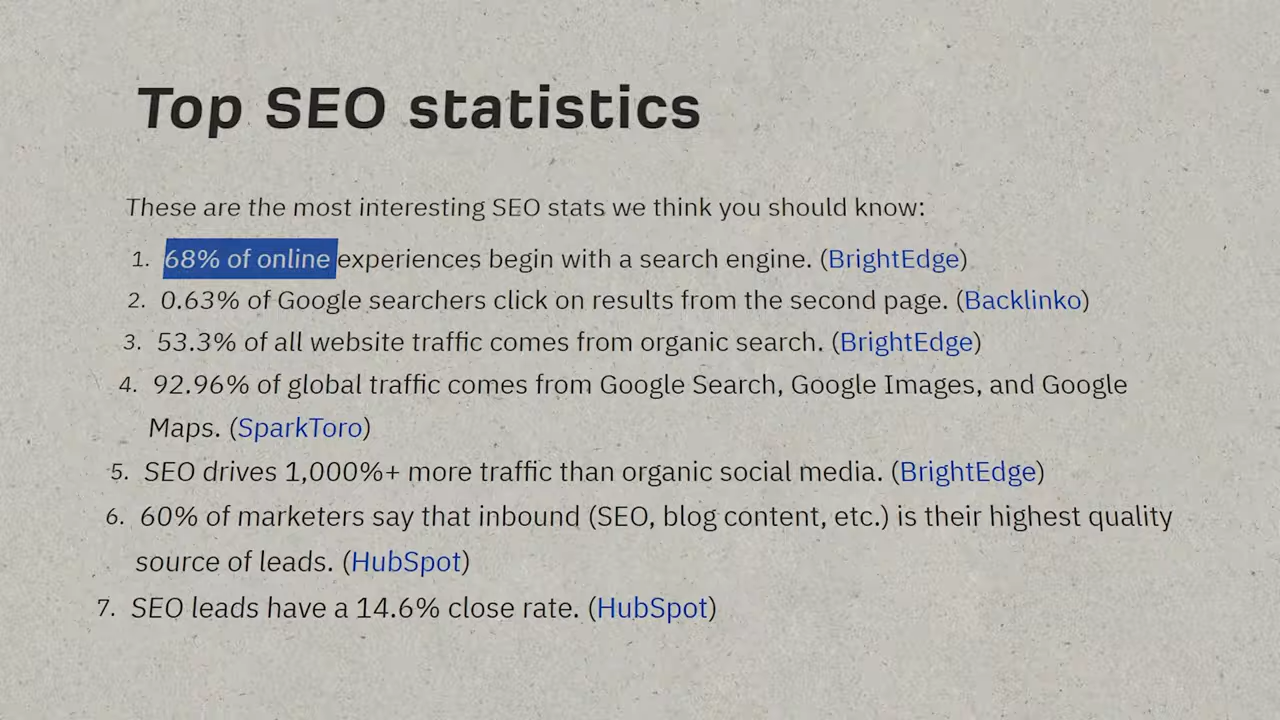 Top SEO statistics
These are the most interesting SEO stats we think you should know:
1. 68% of online experiences begin with a search engine. (BrightEdge)
2. 0.63% of Google searchers click on results from the second page. (Backlinko)
3. 53.3% of all website traffic comes from organic search. (BrightEdge)
4. 92.96% of global traffic comes from Google Search, Google Images, and Google
Maps. (SparkToro)
5. SEO drives 1,000%+ more traffic than organic social media. (BrightEdge)
6. 60% of marketers say that inbound (SEO, blog content, etc.) is their highest quality
source of leads. (HubSpot)
7. SEO leads have a 14.6% close rate. (HubSpot)